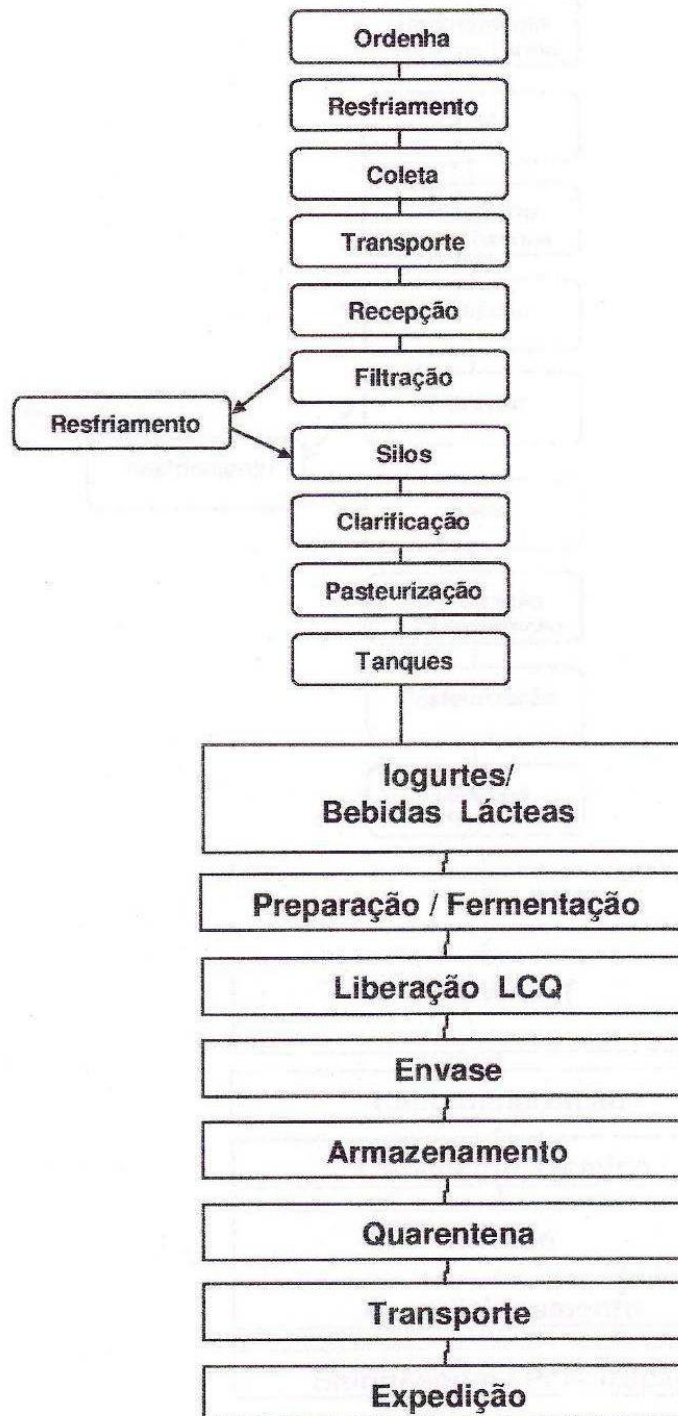 Ordenha
Resfriamento
Coleta
Transporte
Recepção
Filtração
Resfriamento
Silos
Clarificação
Pasteurização
Tanques
Iogurtes/
Bebidas Lácteas
Preparação / Fermentação
Liberação LCQ
Envase
Armazenamento
Quarentena
Transporte
Expedição